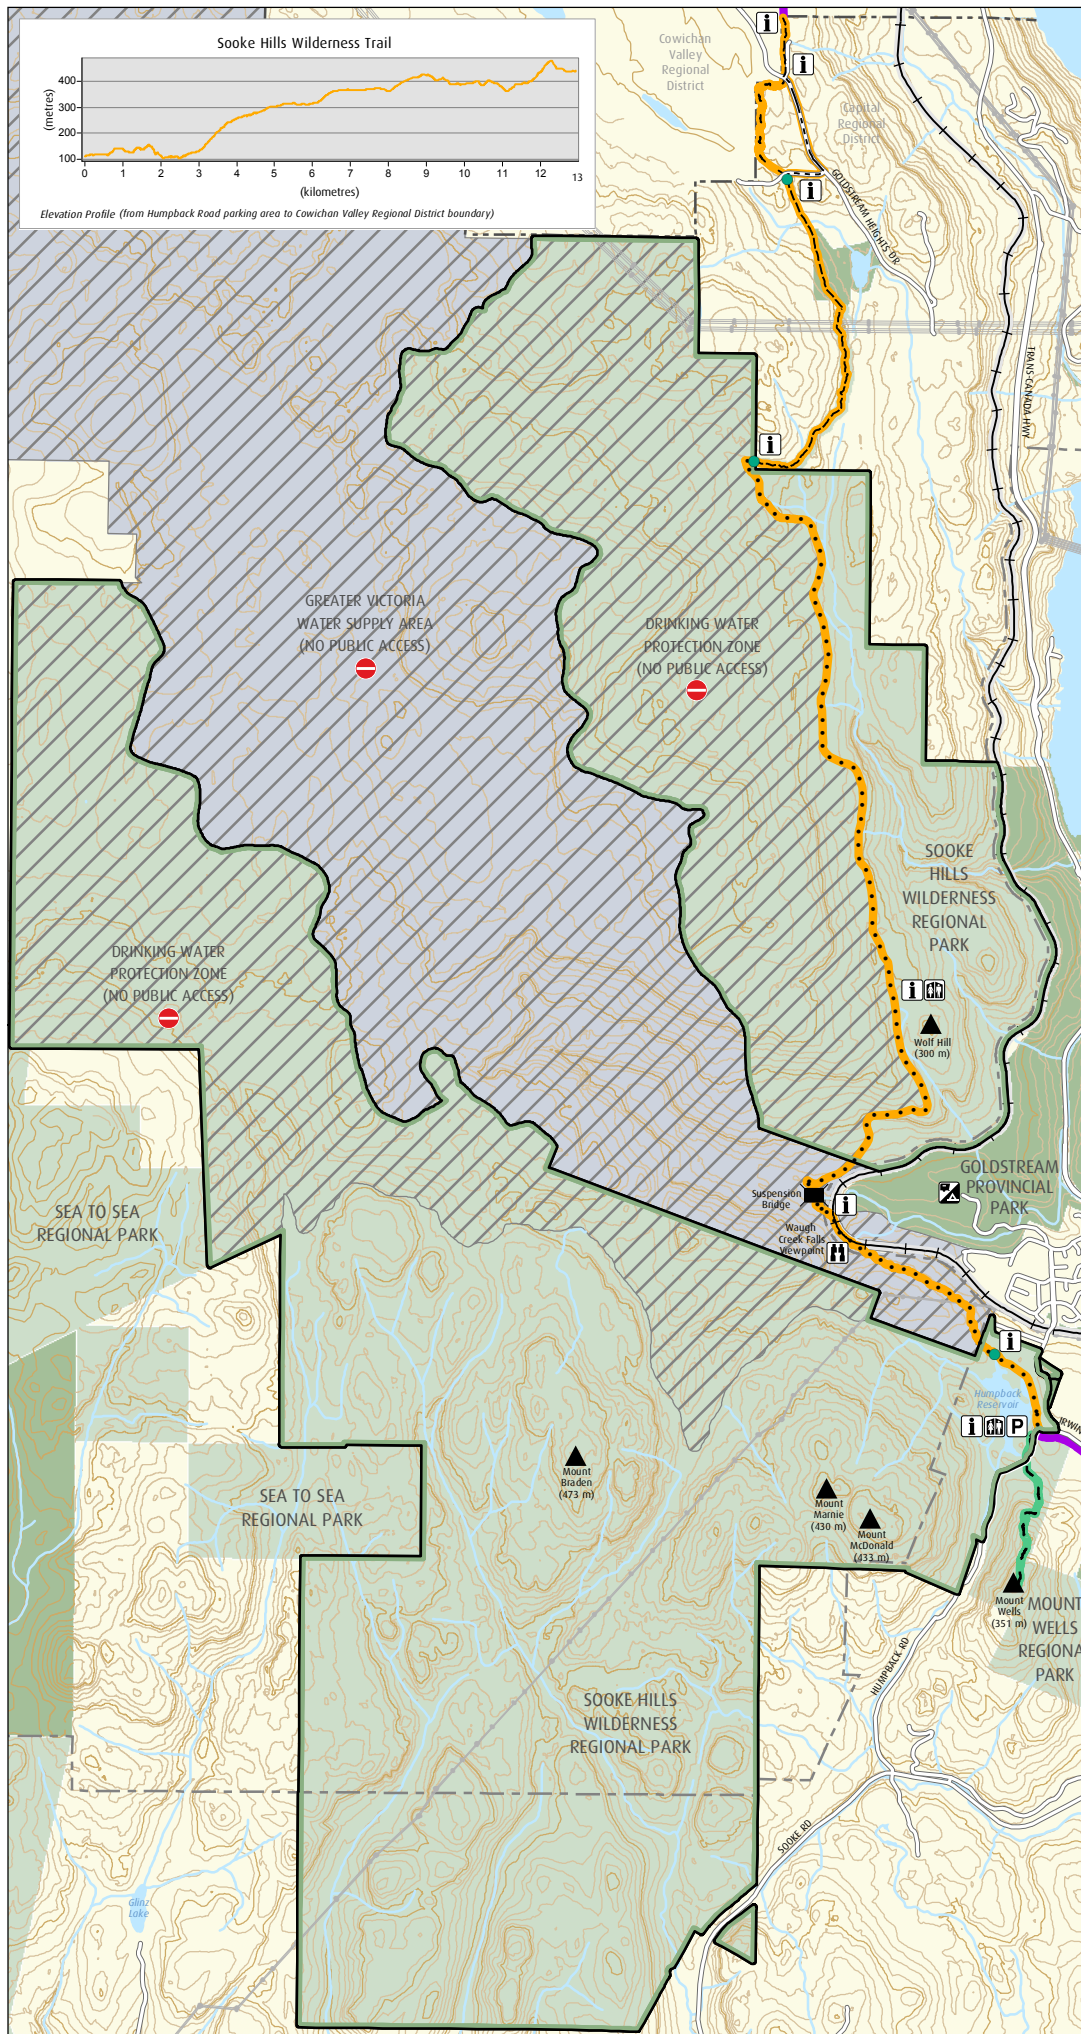 Sooke Hills Wilderness Trail
(metres)
400
300
200
100
0 1 2 3 4 5 6 7 8 9 10 11 12 13
(kilometres)
Elevation Profile (from Humpback Road parking area to Cowichan Valley Regional District boundary)
Cowichan
Valley
Regional
District
Capital
Regional
District
i
i
i
GOLDSTREAM HEIGHTS DR
TRANS-CANADA HWY
i
GREATER VICTORIA
WATER SUPPLY AREA
(NO PUBLIC ACCESS)
DRINKING WATER
PROTECTION ZONE
(NO PUBLIC ACCESS)
SOOKE
HILLS
WILDERNESS
REGIONAL
PARK
DRINKING WATER
PROTECTION ZONE
(NO PUBLIC ACCESS)
i
Wolf Hill
(300 m)
GOLDSTREAM
PROVINCIAL
PARK
Suspension
Bridge
i
Waugh
Creek Falls
Viewpoint
SEA TO SEA
REGIONAL PARK
i
Humpback
Reservoir
i P
IRWIN
Mount
Braden
(473 m)
Mount
Marnie
(430 m)
Mount
McDonald
(433 m)
SEA TO SEA
REGIONAL PARK
Mount
Wells
(351 m)
MOUNT
WELLS
REGIONA
PARK
HUMPBACK RD
SOOKE HILLS
WILDERNESS
REGIONAL PARK
SOOKE RD
Glinz
Lake